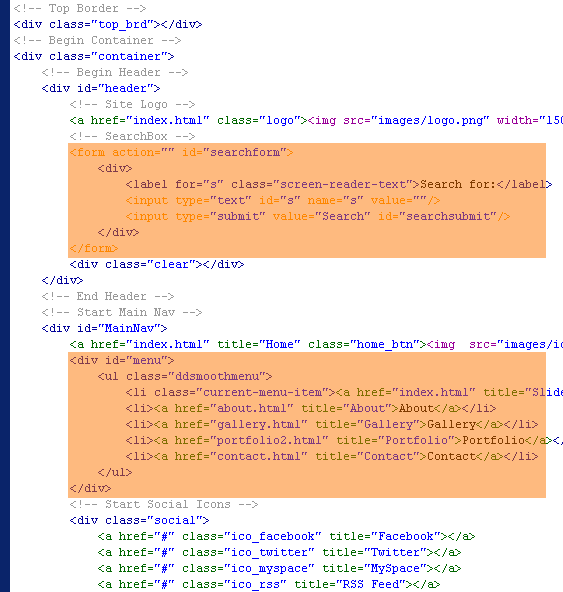 <!-- Top Border -->
<div class="top_brd"></div>
<!-- Begin Container -->
<div class="container">
<!-- Begin Header -->
<div id="header">
<!-- Site Logo -->
<a href="index.html" class="logo"><img src="images/logo.png" width="150
<!-- SearchBox -->
<form action="" id="searchform">
<div>
<label for="s" class="screen-reader-text">Search for:</label>
<input type="text" id="s" name="s" value=""/>
<input type="submit" value="Search" id="searchsubmit"/>
</div>
</form>
<div class="clear"></div>
</div>
<!-- End Header -->
<!-- Start Main Nav -->
<div id="MainNav">
<a href="index.html" title="Home" class="home_btn"><img  src="images/ic
<div id="menu">
<ul class="ddsmoothmenu">
<li class="current-menu-item"><a href="index.html" title="Slide
<li><a href="about.html" title="About">About</a></li>
<li><a href="gallery.html" title="Gallery">Gallery</a></li>
<li><a href="portfolio2.html" title="Portfolio">Portfolio</a></
<li><a href="contact.html" title="Contact">Contact</a></li>
</ul>
</div>
<!-- Start Social Icons -->
<div class="social">
<a href="#" class="ico_facebook" title="Facebook"></a>
<a href="#" class="ico_twitter" title="Twitter"></a>
<a href="#" class="ico_myspace" title="MySpace"></a>
<a href="#" class="ico_rss" title="RSS Feed"></a>